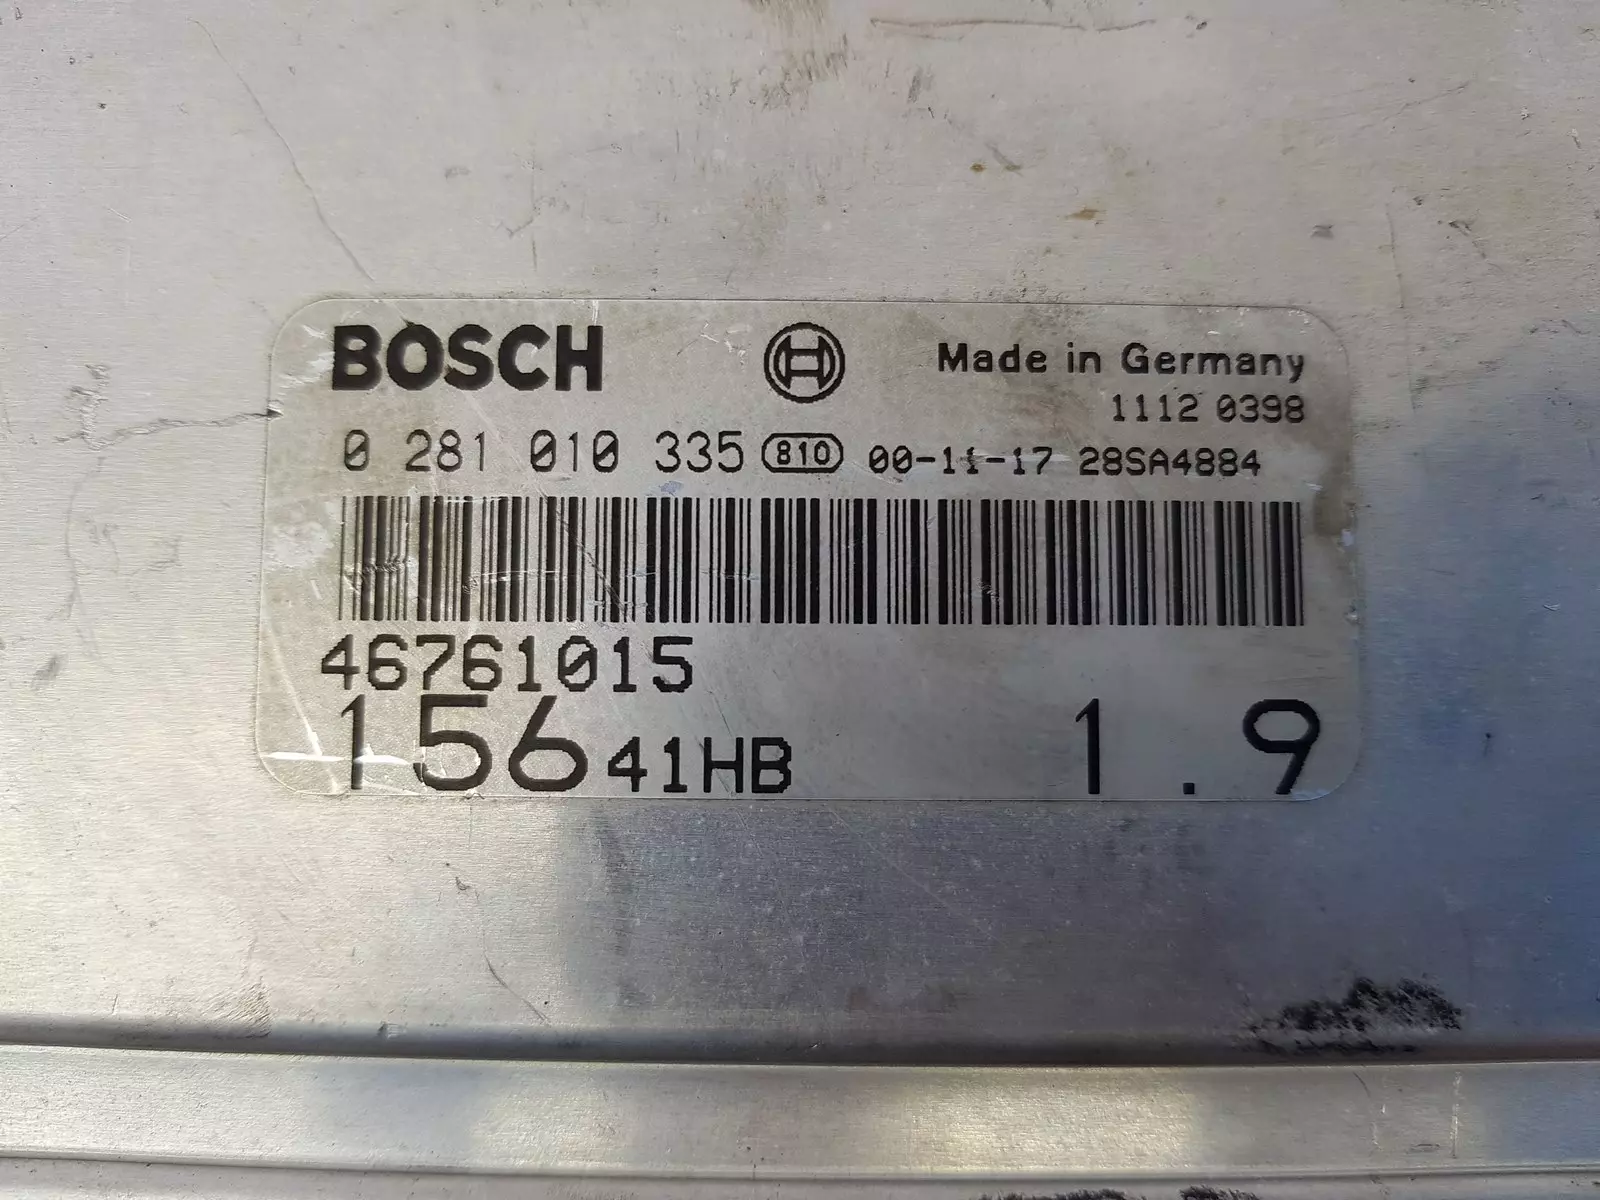 BOSCH Made in Germany
1112 0398
0 281 010 335 810 00-11-17 28SA4884
46761015
156 41HB 1.9